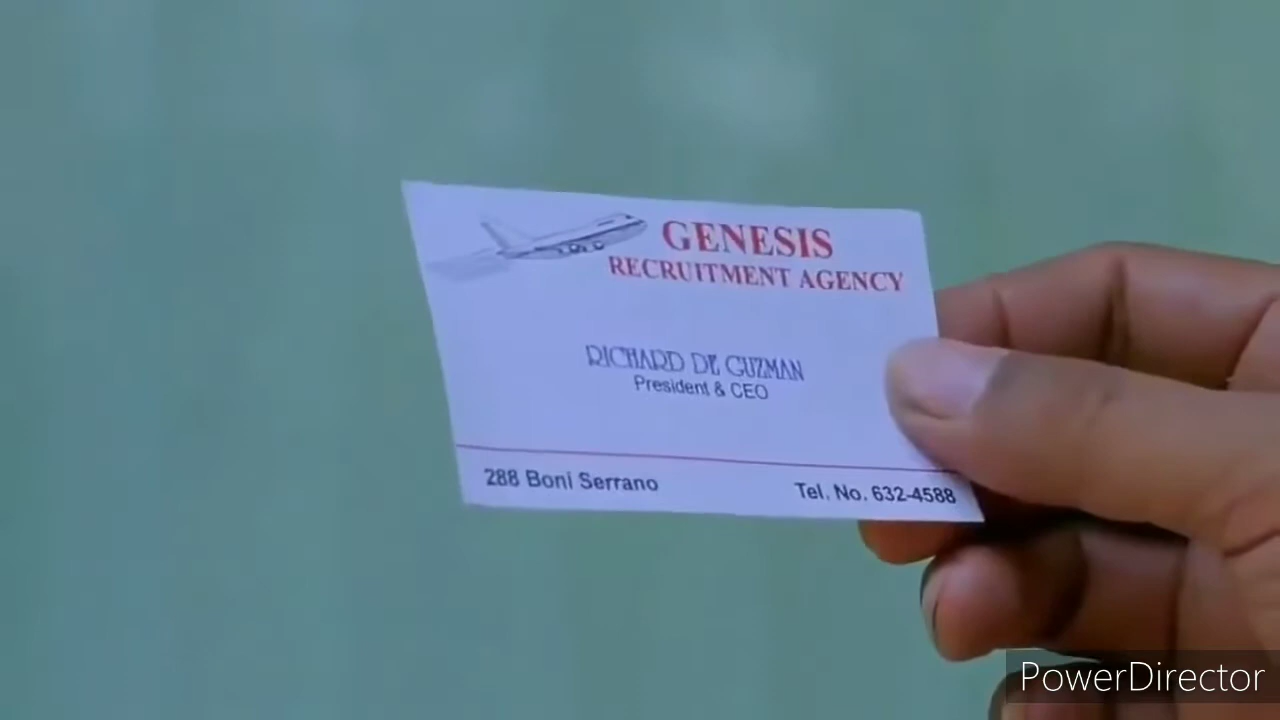 GENESIS
RECRUITMENT AGENCY
RICHARD DE GUZMAN
President & CEO
288 Boni Serrano
Tel. No. 632-4588
PowerDirector